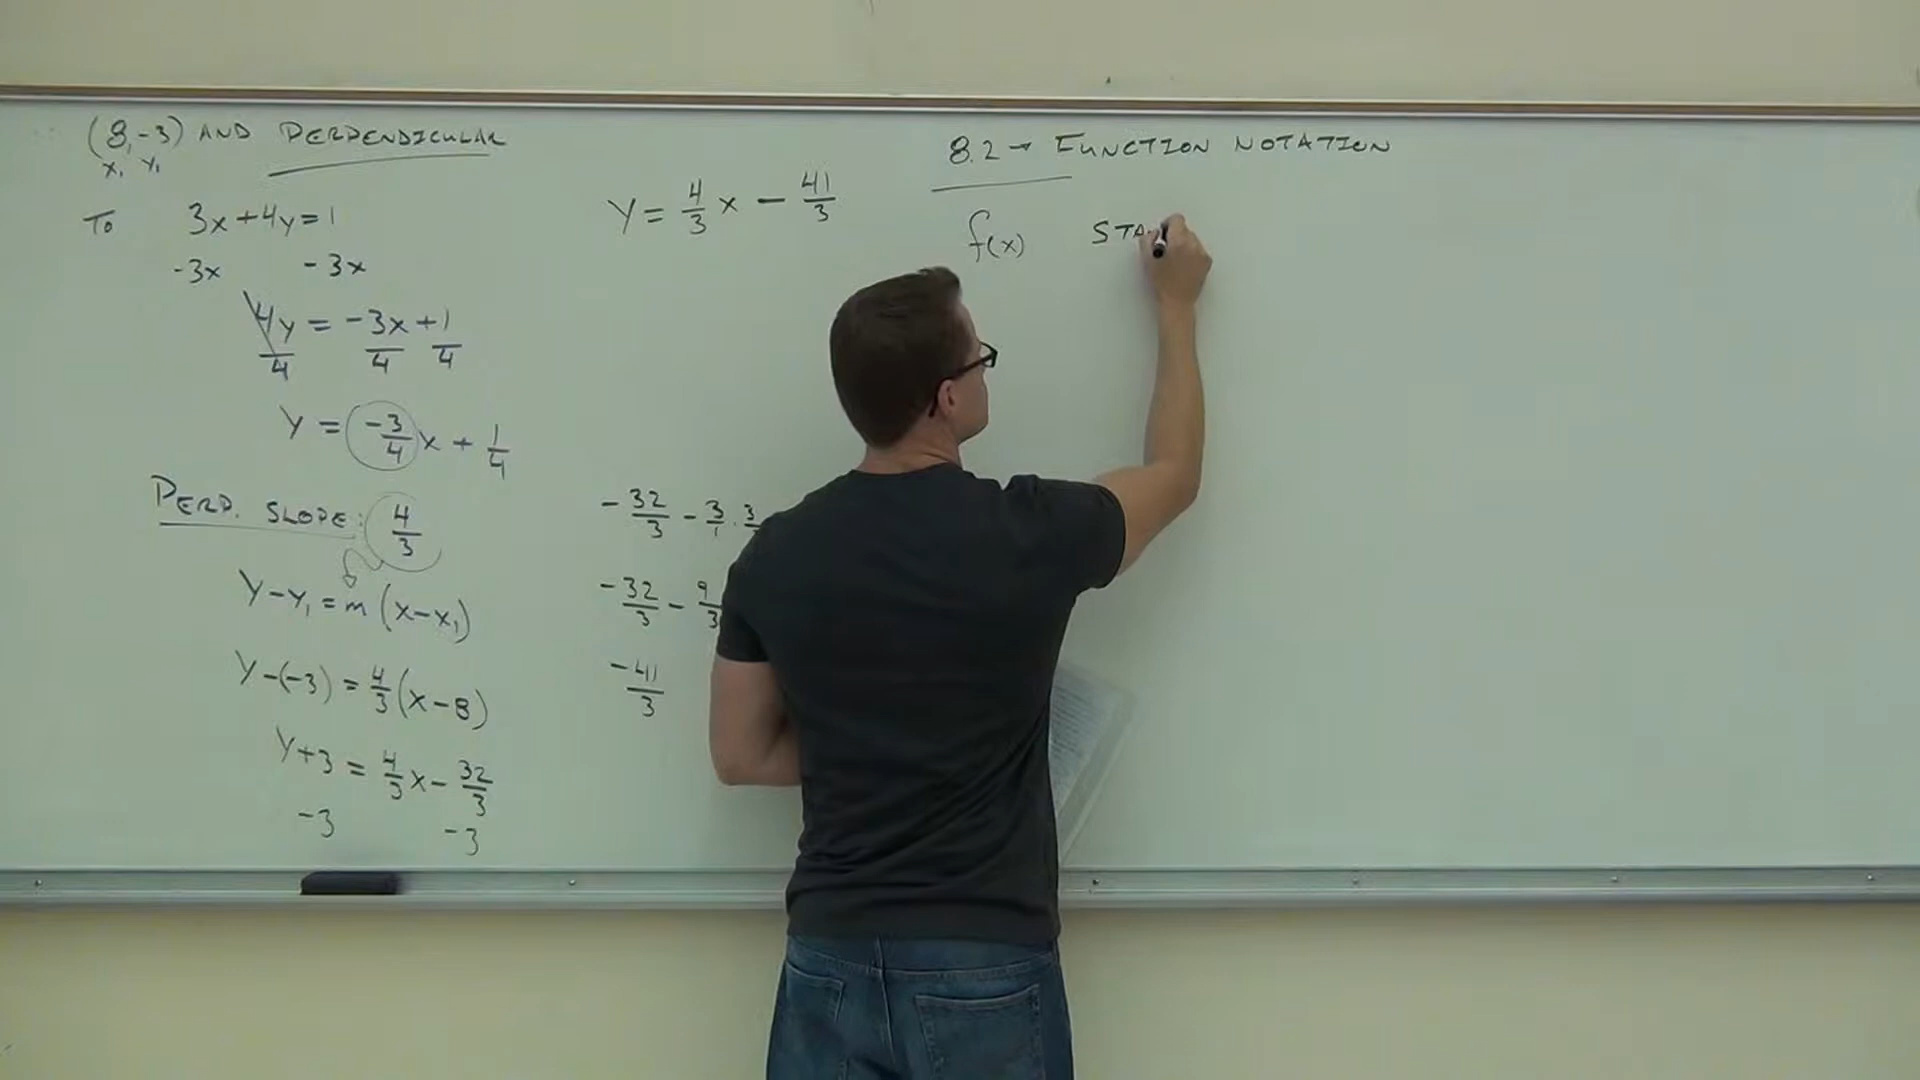 (8,-3) AND PERPENDICULAR
x₁ y₁
To 3x+4y=1
-3x -3x
4y = -3x+1
4 4 4
y = -3/4 x + 1/4
PERP. SLOPE: 4/3
y-y₁=m(x-x₁)
y-(-3)=4/3(x-8)
y+3=4/3x-32/3
-3 -3
y=4/3x-41/3
-32/3-3/1·3/
-32/3-9/3
-41/3
8.2→FUNCTION NOTATION
f(x) STA